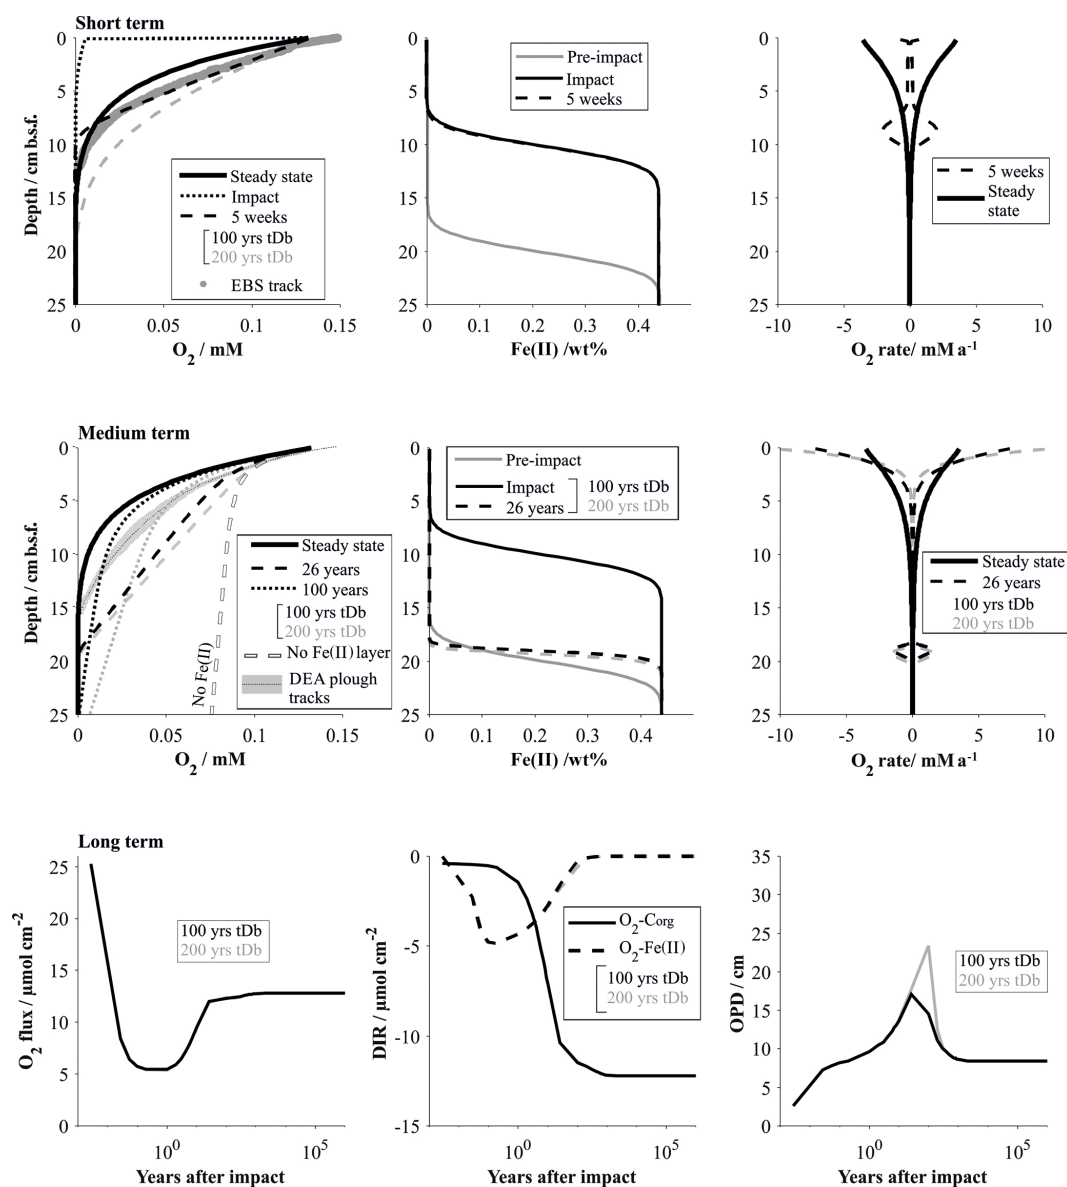 Short term
0
5
10
15
20
25
Depth / cm b.s.f.
Steady state
Impact
5 weeks
100 yrs tDb
200 yrs tDb
EBS track
0
0.05
0.1
0.15
O2 / mM
0
5
10
15
20
25
Pre-impact
Impact
5 weeks
0
0.1
0.2
0.3
0.4
Fe(II) /wt%
0
5
10
15
20
25
5 weeks
Steady
state
-10
-5
0
5
10
O2 rate/ mM a-1
Medium term
0
5
10
15
20
25
Depth / cm b.s.f.
Steady state
26 years
100 years
100 yrs tDb
200 yrs tDb
No Fe(II) layer
DEA plough
tracks
No Fe(II)
0
0.05
0.1
0.15
O2 / mM
0
5
10
15
20
25
Pre-impact
Impact
26 years
100 yrs tDb
200 yrs tDb
0
0.1
0.2
0.3
0.4
Fe(II) /wt%
0
5
10
15
20
25
Steady state
26 years
100 yrs tDb
200 yrs tDb
-10
-5
0
5
10
O2 rate/ mM a-1
Long term
25
20
15
10
5
0
O2 flux / µmol cm-2
100 yrs tDb
200 yrs tDb
10^0
10^5
Years after impact
0
-5
-10
-15
DIR / µmol cm-2
O2-Corg
O2-Fe(II)
100 yrs tDb
200 yrs tDb
10^0
10^5
Years after impact
35
30
25
20
15
10
5
0
OPD / cm
100 yrs tDb
200 yrs tDb
10^0
10^5
Years after impact